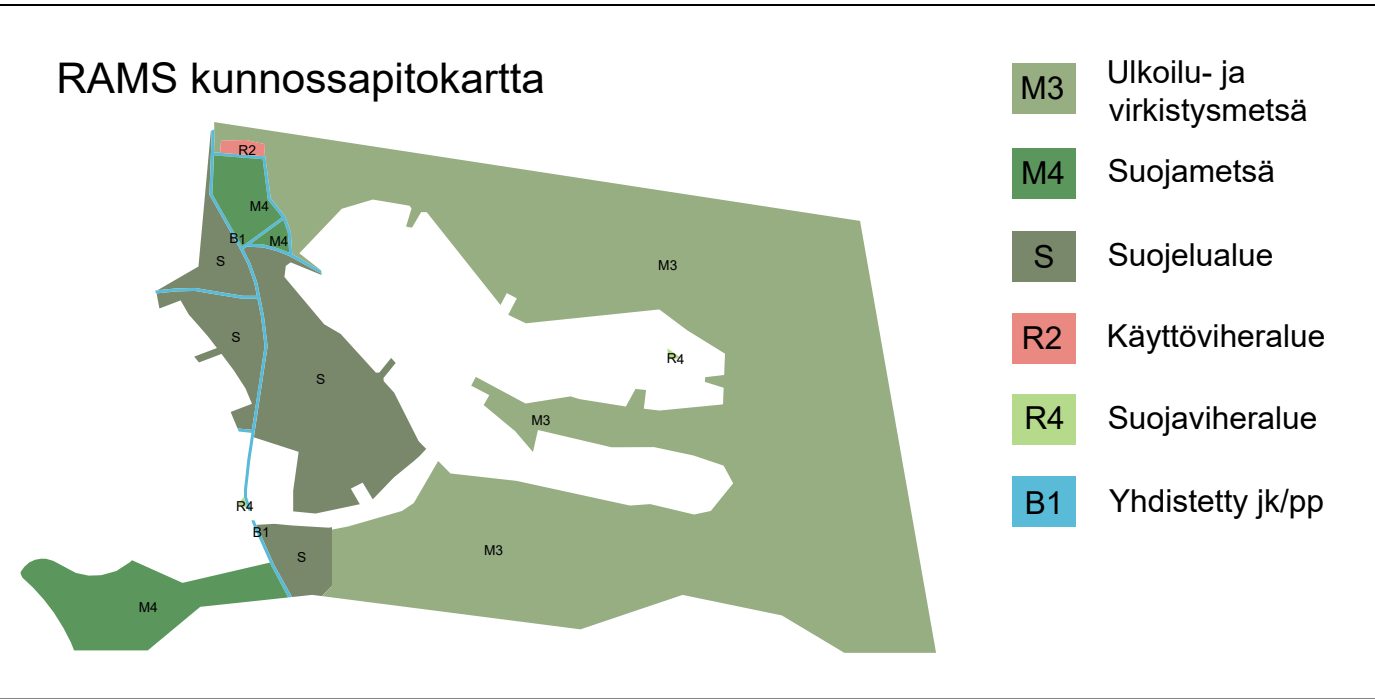 RAMS kunnossapitokartta
R2
M4
B1
M4
S
M3
S
R4
S
M3
R4
B1
M3
S
M4
M3 Ulkoilu- ja
virkistysmetsä
M4 Suojametsä
S Suojelualue
R2 Käyttöviheralue
R4 Suojaviheralue
B1 Yhdistetty jk/pp